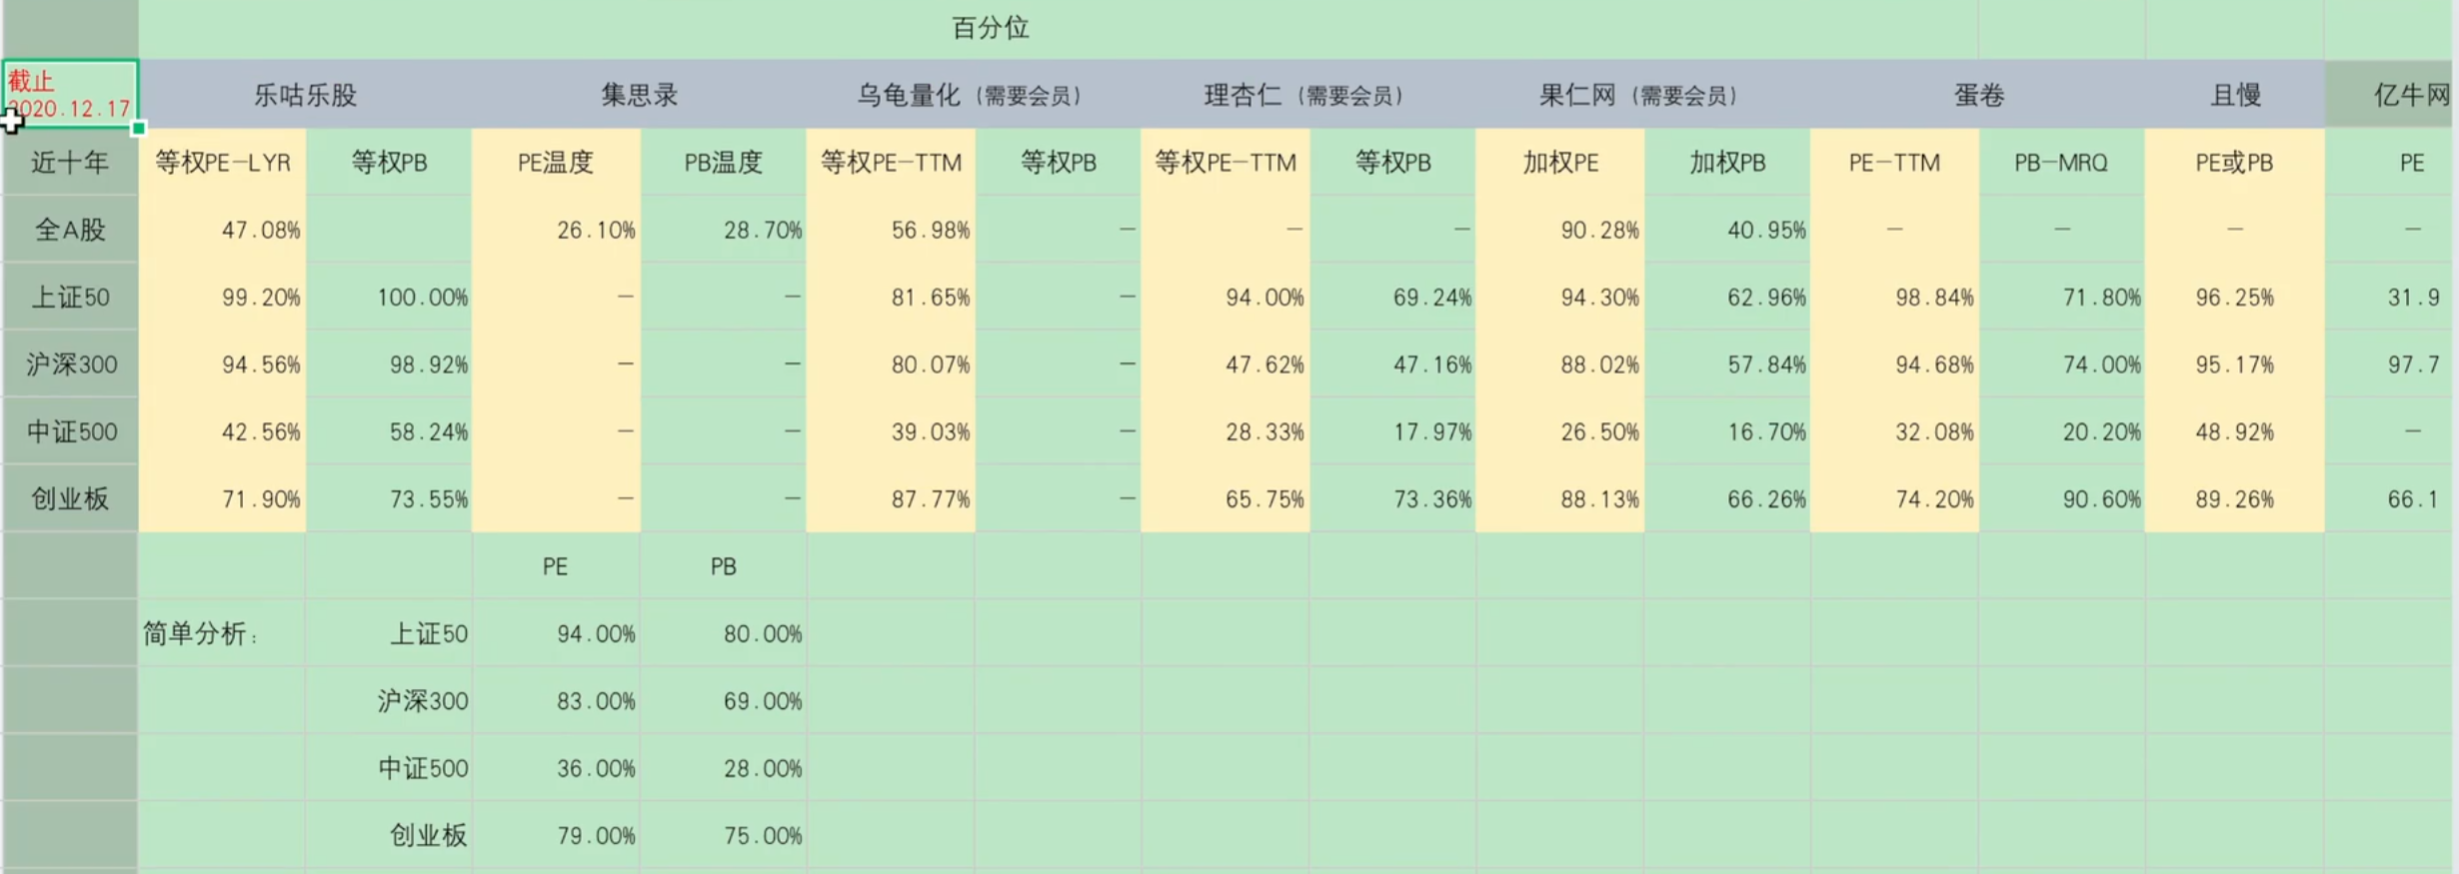 百分位
截止
2020.12.17
乐咕乐股 集思录 乌龟量化（需要会员） 理杏仁（需要会员） 果仁网（需要会员） 蛋卷 且慢 亿牛网
近十年 等权PE-LYR 等权PB PE温度 PB温度 等权PE-TTM 等权PB 等权PE-TTM 等权PB 加权PE 加权PB PE-TTM PB-MRQ PE或PB PE
全A股 47.08% 26.10% 28.70% 56.98% — — — 90.28% 40.95% — — — —
上证50 99.20% 100.00% — — 81.65% — 94.00% 69.24% 94.30% 62.96% 98.84% 71.80% 96.25% 31.9
沪深300 94.56% 98.92% — — 80.07% — 47.62% 47.16% 88.02% 57.84% 94.68% 74.00% 95.17% 97.7
中证500 42.56% 58.24% — — 39.03% — 28.33% 17.97% 26.50% 16.70% 32.08% 20.20% 48.92% —
创业板 71.90% 73.55% — — 87.77% — 65.75% 73.36% 88.13% 66.26% 74.20% 90.60% 89.26% 66.1
PE PB
简单分析： 上证50 94.00% 80.00%
沪深300 83.00% 69.00%
中证500 36.00% 28.00%
创业板 79.00% 75.00%